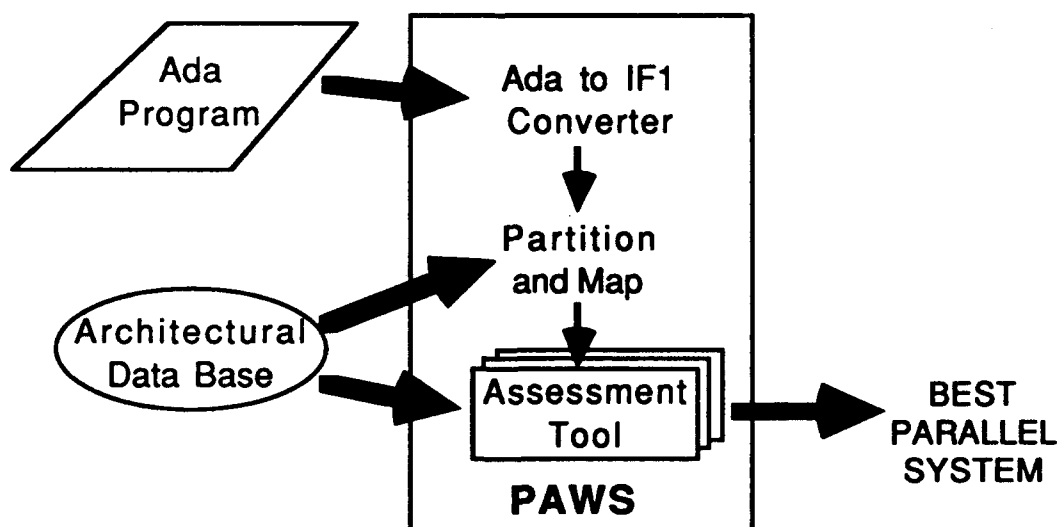 Ada
Program
Ada to IF1
Converter
Partition
and Map
Architectural
Data Base
Assessment
Tool
BEST
PARALLEL
SYSTEM
PAWS